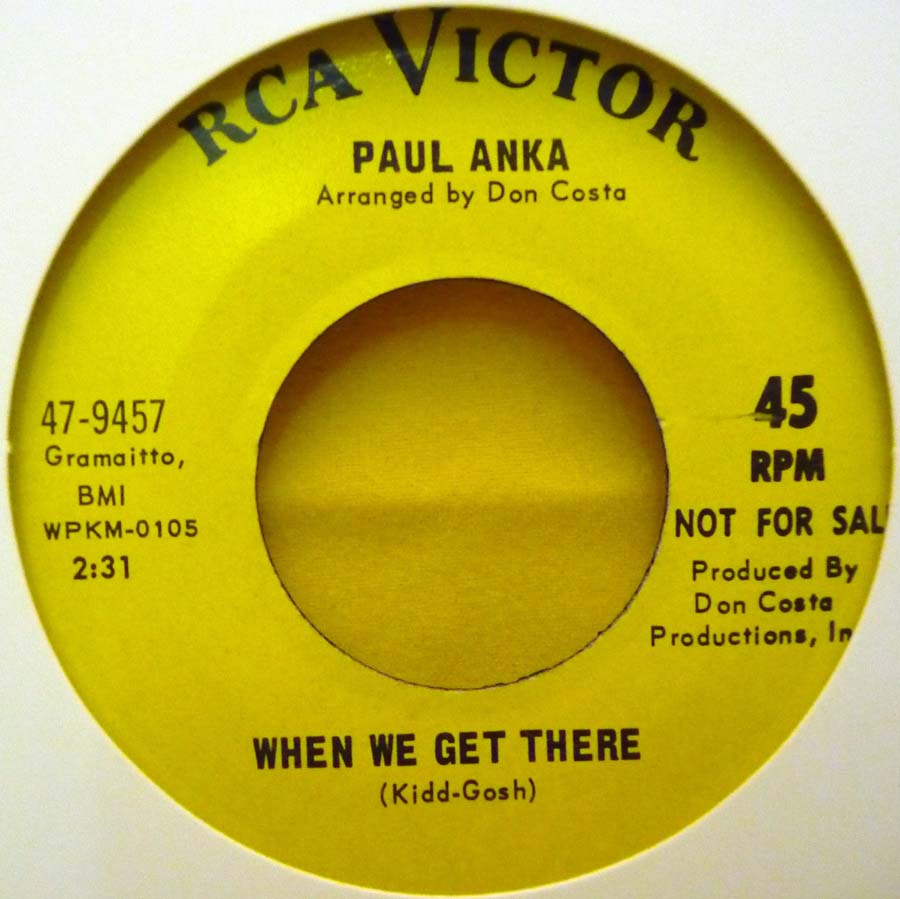 RCA VICTOR
PAUL ANKA
Arranged by Don Costa
47-9457
Gramaitto,
BMI
WPKM-0105
2:31
45
RPM
NOT FOR SAL
Produced By
Don Costa
Productions, In
WHEN WE GET THERE
(Kidd-Gosh)